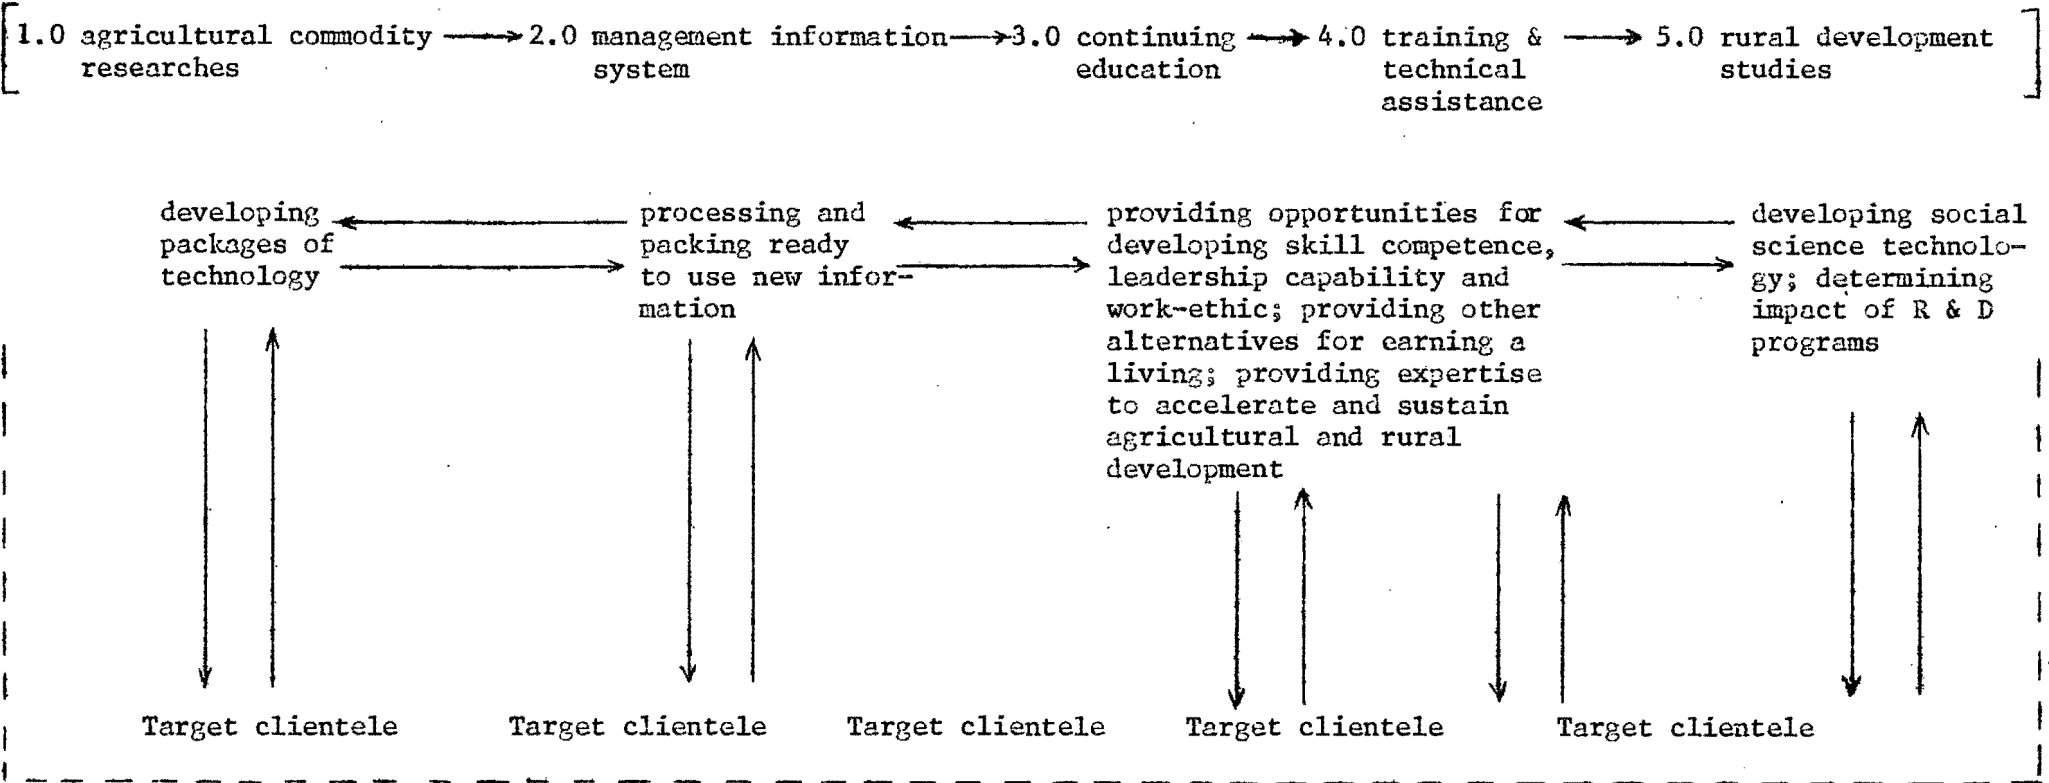 1.0 agricultural commodity researches
2.0 management information system
3.0 continuing education
4.0 training & technical assistance
5.0 rural development studies
developing
packages of
technology
processing and
packing ready
to use new infor-
mation
providing opportunities for
developing skill competence,
leadership capability and
work-ethic; providing other
alternatives for earning a
living; providing expertise
to accelerate and sustain
agricultural and rural
development
developing social
science technolo-
gy; determining
impact of R & D
programs
Target clientele
Target clientele
Target clientele
Target clientele
Target clientele